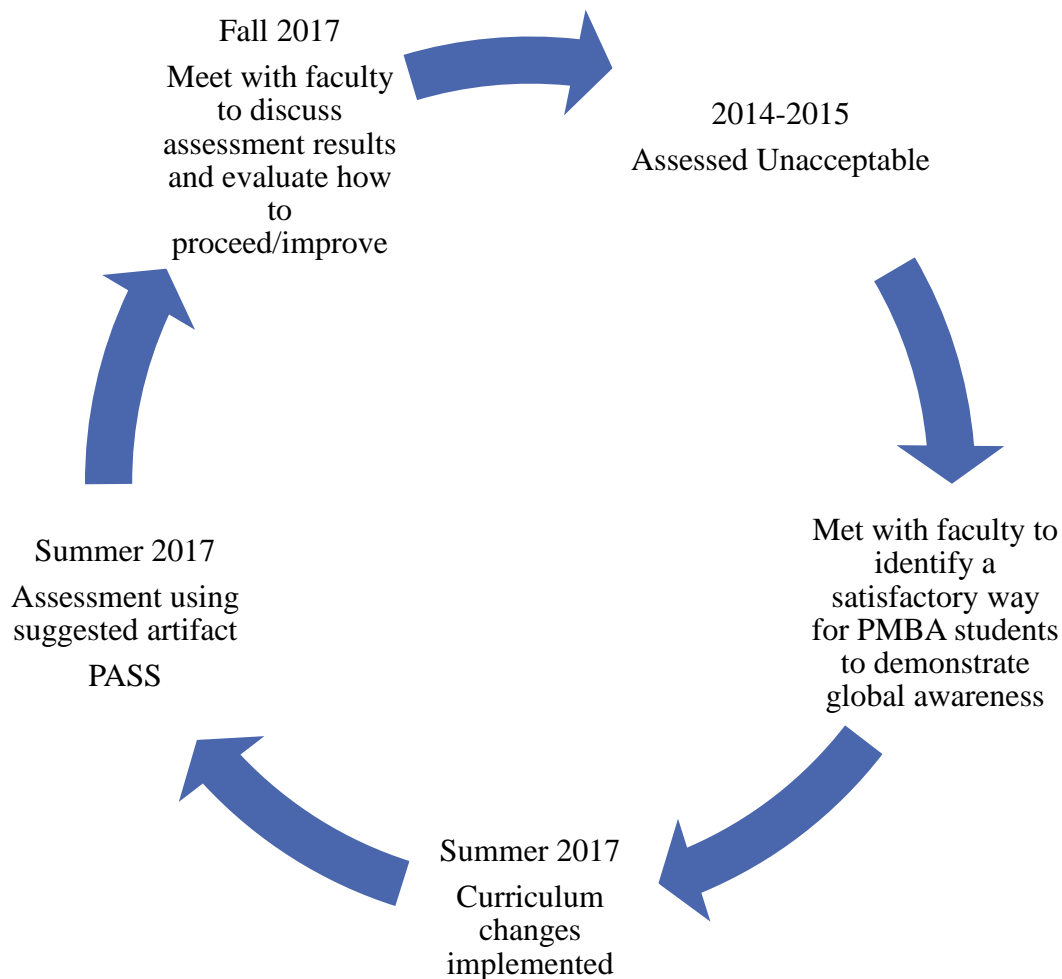 Fall 2017
Meet with faculty
to discuss
assessment results
and evaluate how
to
proceed/improve
2014-2015
Assessed Unacceptable
Met with faculty to
identify a
satisfactory way
for PMBA students
to demonstrate
global awareness
Summer 2017
Curriculum
changes
implemented
Summer 2017
Assessment using
suggested artifact
PASS